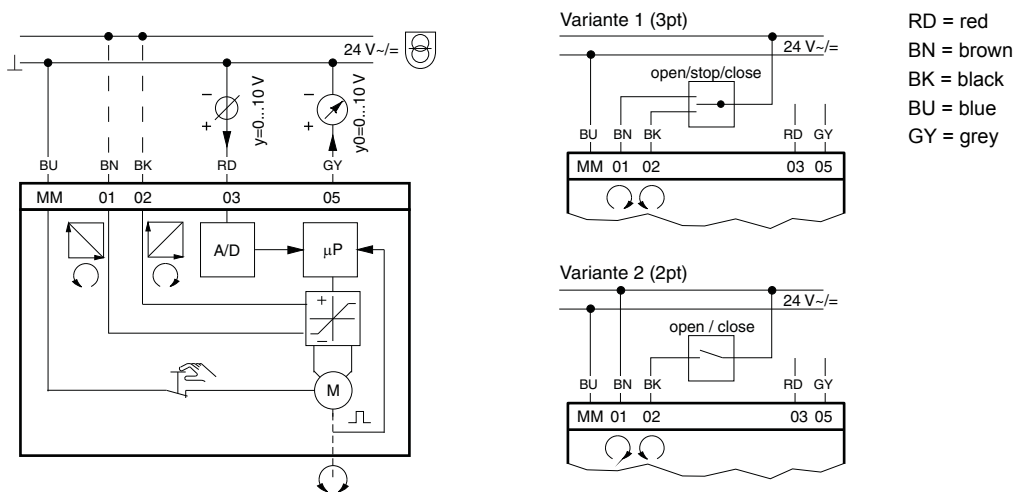 24 V~/=
⊥
− 
+
y=0...10 V
−
+
y0=0...10 V
BU BN BK RD GY
MM 01 02 03 05
A/D
µP
+
−
M
Variante 1 (3pt)
24 V~/=
open/stop/close
BU BN BK RD GY
MM 01 02 03 05
Variante 2 (2pt)
24 V~/=
open / close
BU BN BK RD GY
MM 01 02 03 05
RD = red
BN = brown
BK = black
BU = blue
GY = grey